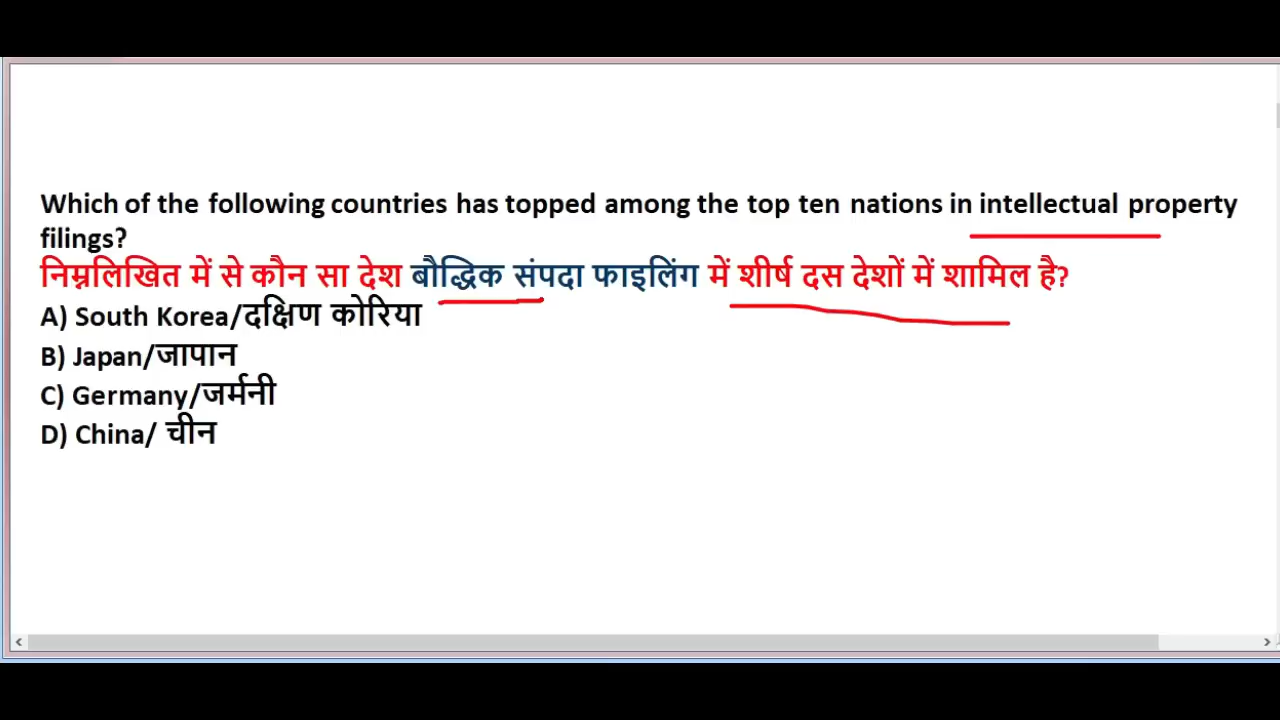 Which of the following countries has topped among the top ten nations in intellectual property
filings?
निम्नलिखित में से कौन सा देश बौद्धिक संपदा फाइलिंग में शीर्ष दस देशों में शामिल है?
A) South Korea/दक्षिण कोरिया
B) Japan/जापान
C) Germany/जर्मनी
D) China/ चीन